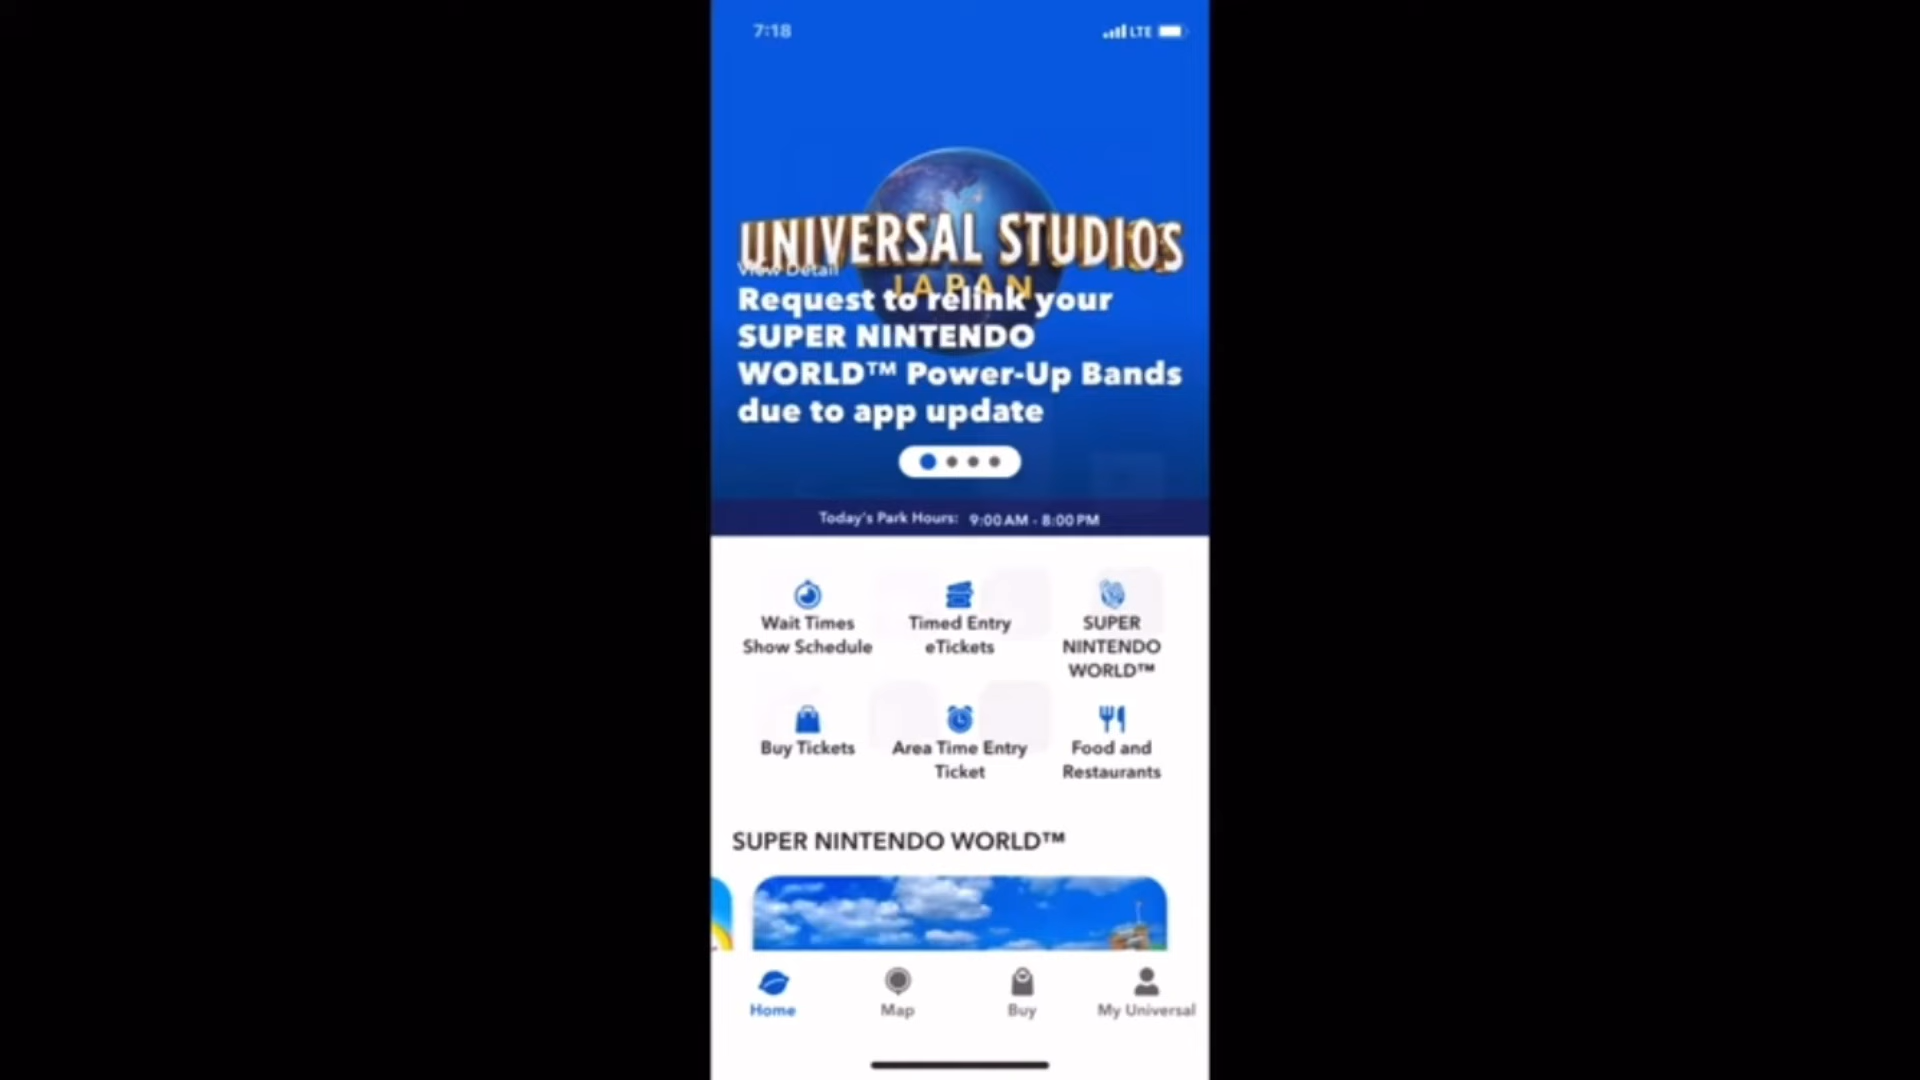 7:18
LTE
UNIVERSAL STUDIOS
JAPAN
View Detail
Request to relink your
SUPER NINTENDO
WORLD™ Power-Up Bands
due to app update
Today's Park Hours: 9:00 AM - 8:00 PM
Wait Times
Show Schedule
Timed Entry
eTickets
SUPER
NINTENDO
WORLD™
Buy Tickets
Area Time Entry
Ticket
Food and
Restaurants
SUPER NINTENDO WORLD™
Home
Map
Buy
My Universal